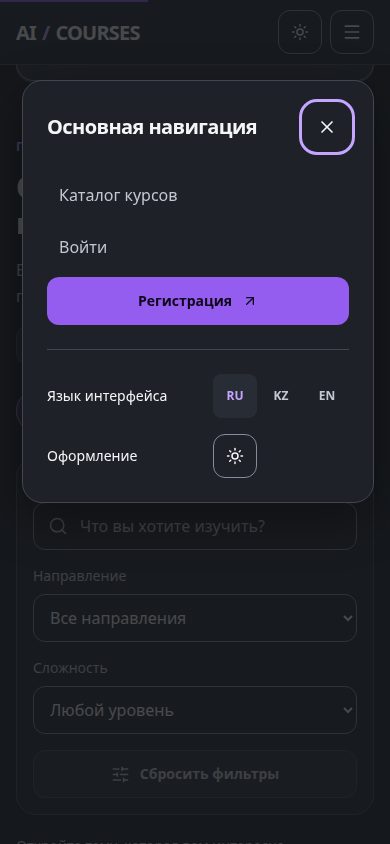 AI / COURSES
Основная навигация
Каталог курсов
Войти
Регистрация
Язык интерфейса
RU
KZ
EN
Оформление
Что вы хотите изучить?
Направление
Все направления
Сложность
Любой уровень
Сбросить фильтры